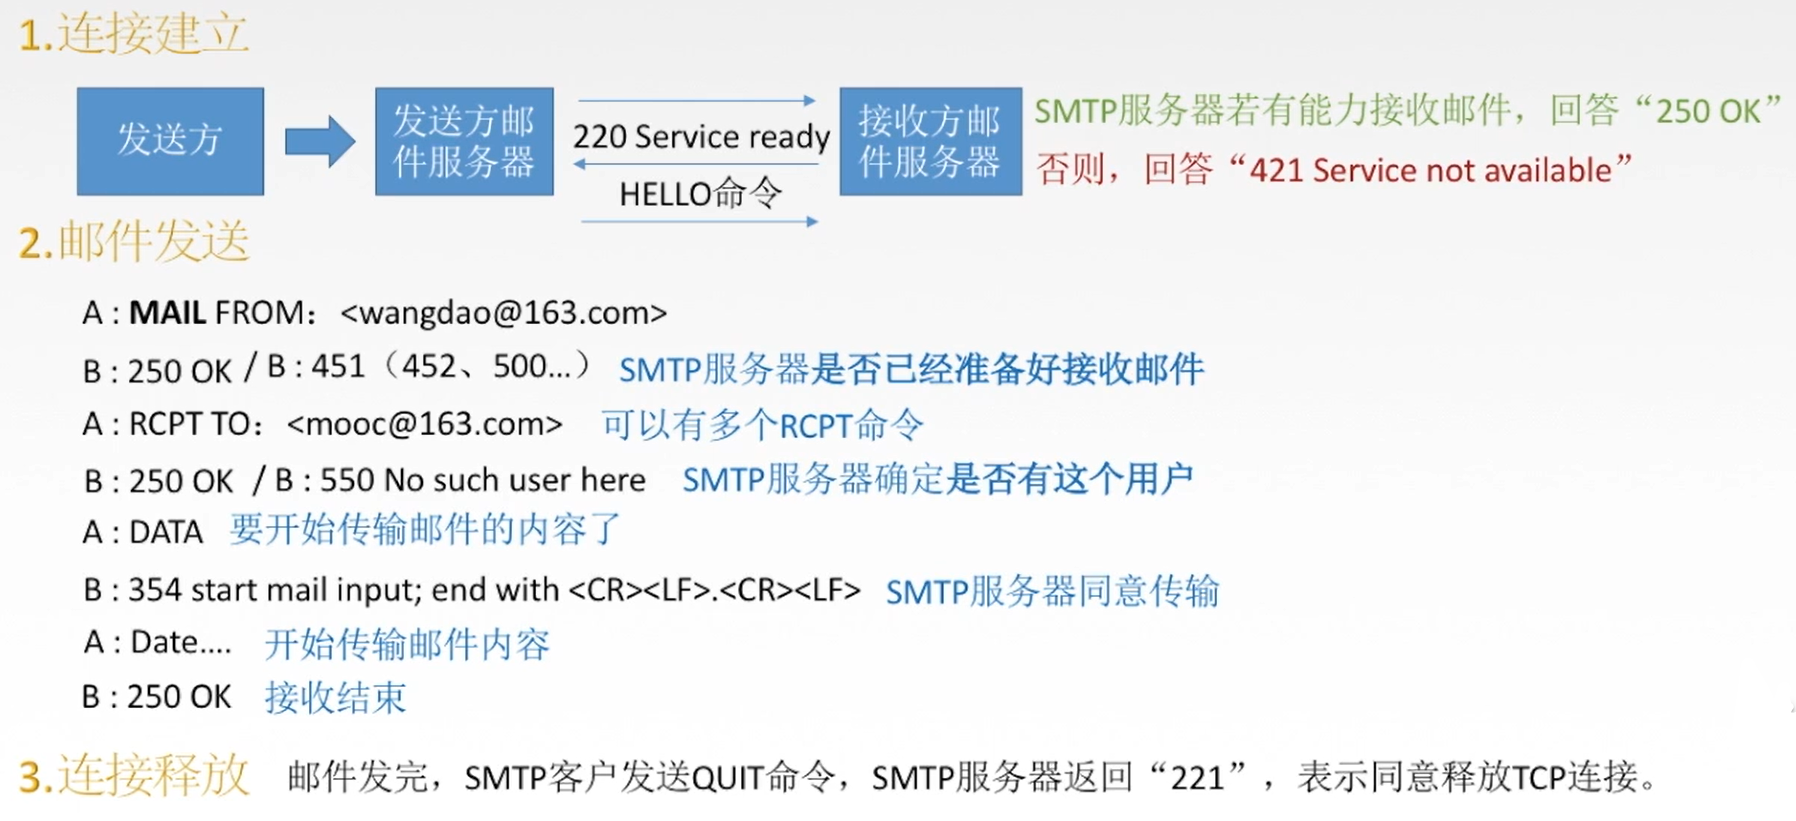 1.连接建立
发送方
发送方邮
件服务器
220 Service ready
HELLO命令
接收方邮
件服务器
SMTP服务器若有能力接收邮件，回答“250 OK”
否则，回答“421 Service not available”
2.邮件发送
A : MAIL FROM：<wangdao@163.com>
B : 250 OK / B : 451（452、500...） SMTP服务器是否已经准备好接收邮件
A : RCPT TO：<mooc@163.com> 可以有多个RCPT命令
B : 250 OK / B : 550 No such user here SMTP服务器确定是否有这个用户
A : DATA 要开始传输邮件的内容了
B : 354 start mail input; end with <CR><LF>.<CR><LF> SMTP服务器同意传输
A : Date.... 开始传输邮件内容
B : 250 OK 接收结束
3.连接释放 邮件发完，SMTP客户发送QUIT命令，SMTP服务器返回“221”，表示同意释放TCP连接。